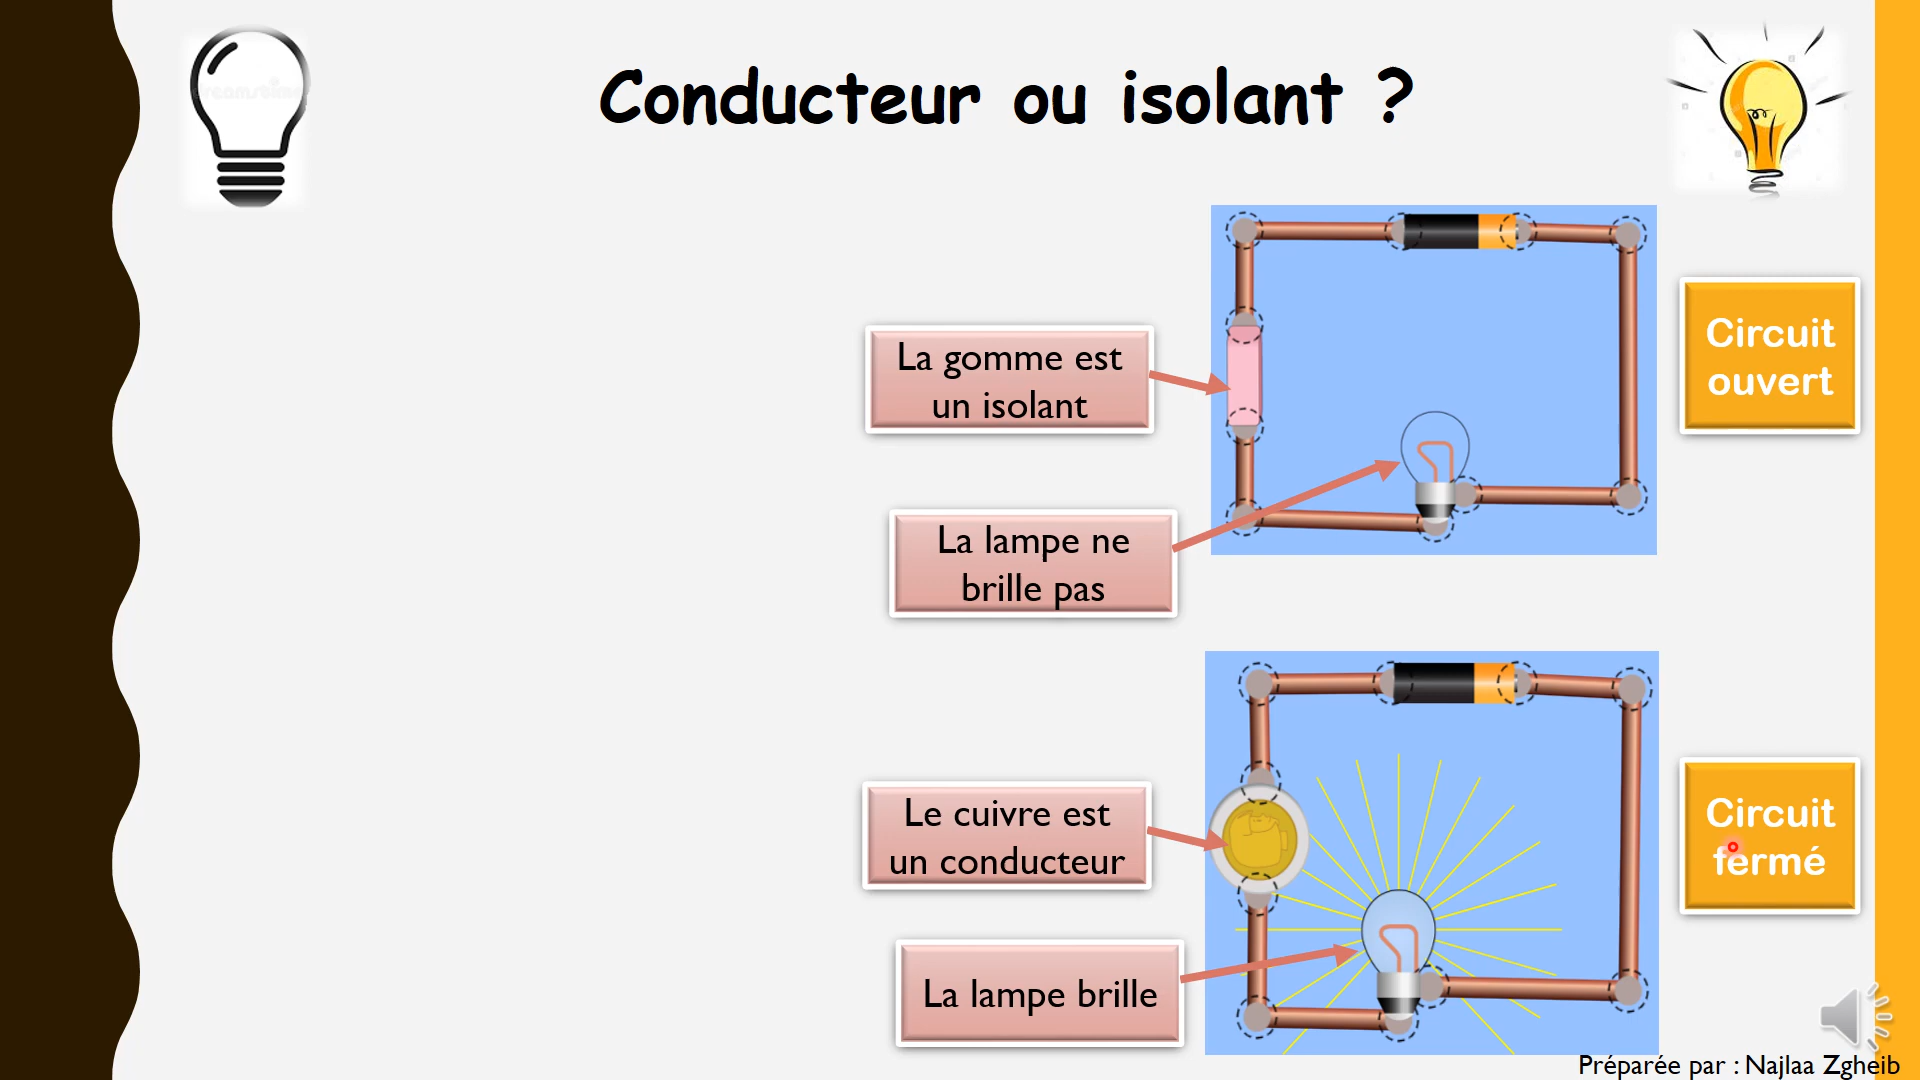 Conducteur ou isolant ?
La gomme est
un isolant
Circuit
ouvert
La lampe ne
brille pas
Le cuivre est
un conducteur
Circuit
fermé
La lampe brille
Préparée par : Najlaa Zgheib
dreamstime